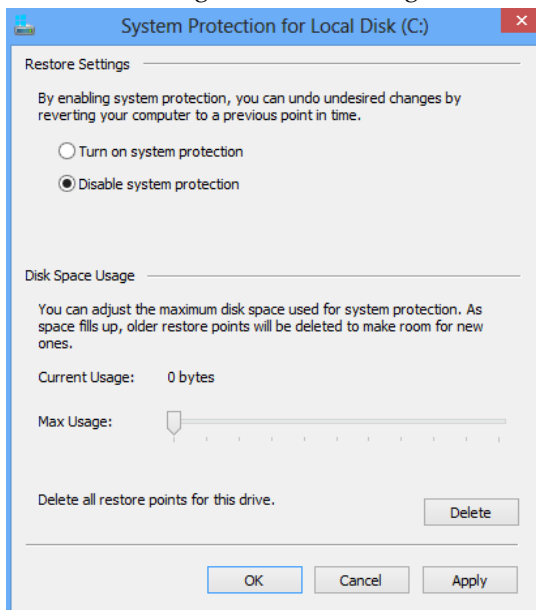 System Protection for Local Disk (C:)
Restore Settings
By enabling system protection, you can undo undesired changes by
reverting your computer to a previous point in time.
Turn on system protection
Disable system protection
Disk Space Usage
You can adjust the maximum disk space used for system protection. As
space fills up, older restore points will be deleted to make room for new
ones.
Current Usage: 0 bytes
Max Usage:
Delete all restore points for this drive.
Delete
OK Cancel Apply